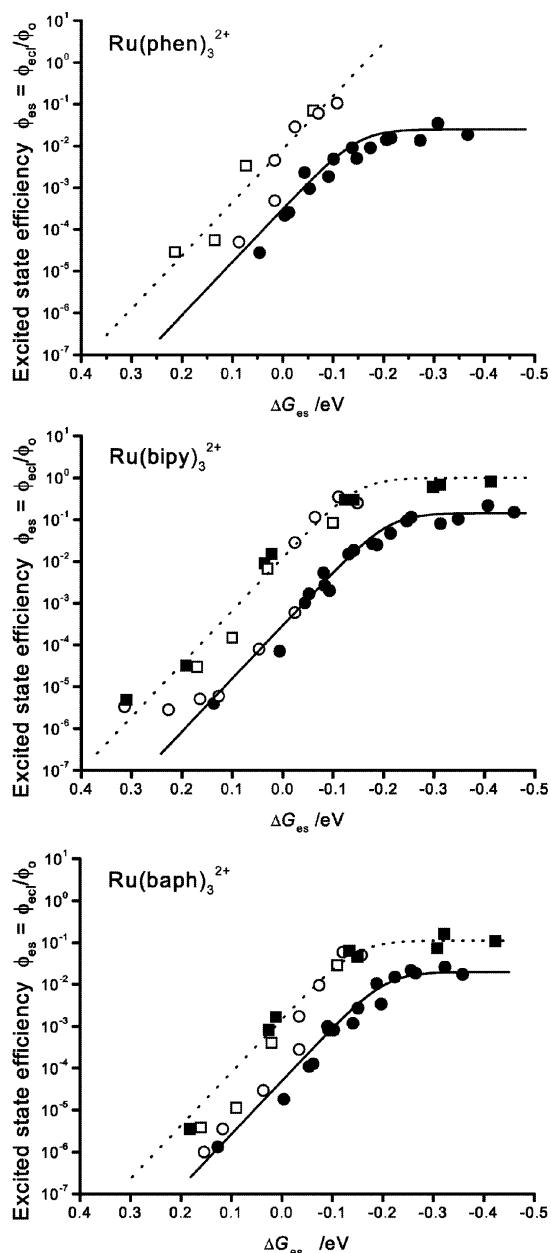 Ru(phen)₃²⁺
Excited state efficiency ϕes = ϕecl/ϕo
10¹
10⁰
10⁻¹
10⁻²
10⁻³
10⁻⁴
10⁻⁵
10⁻⁶
10⁻⁷
0.4 0.3 0.2 0.1 0.0 -0.1 -0.2 -0.3 -0.4 -0.5
ΔGes /eV
Ru(bipy)₃²⁺
Excited state efficiency ϕes = ϕecl/ϕo
10¹
10⁰
10⁻¹
10⁻²
10⁻³
10⁻⁴
10⁻⁵
10⁻⁶
10⁻⁷
0.4 0.3 0.2 0.1 0.0 -0.1 -0.2 -0.3 -0.4 -0.5
ΔGes /eV
Ru(baph)₃²⁺
Excited state efficiency ϕes = ϕecl/ϕo
10¹
10⁰
10⁻¹
10⁻²
10⁻³
10⁻⁴
10⁻⁵
10⁻⁶
10⁻⁷
0.4 0.3 0.2 0.1 0.0 -0.1 -0.2 -0.3 -0.4 -0.5
ΔGes /eV